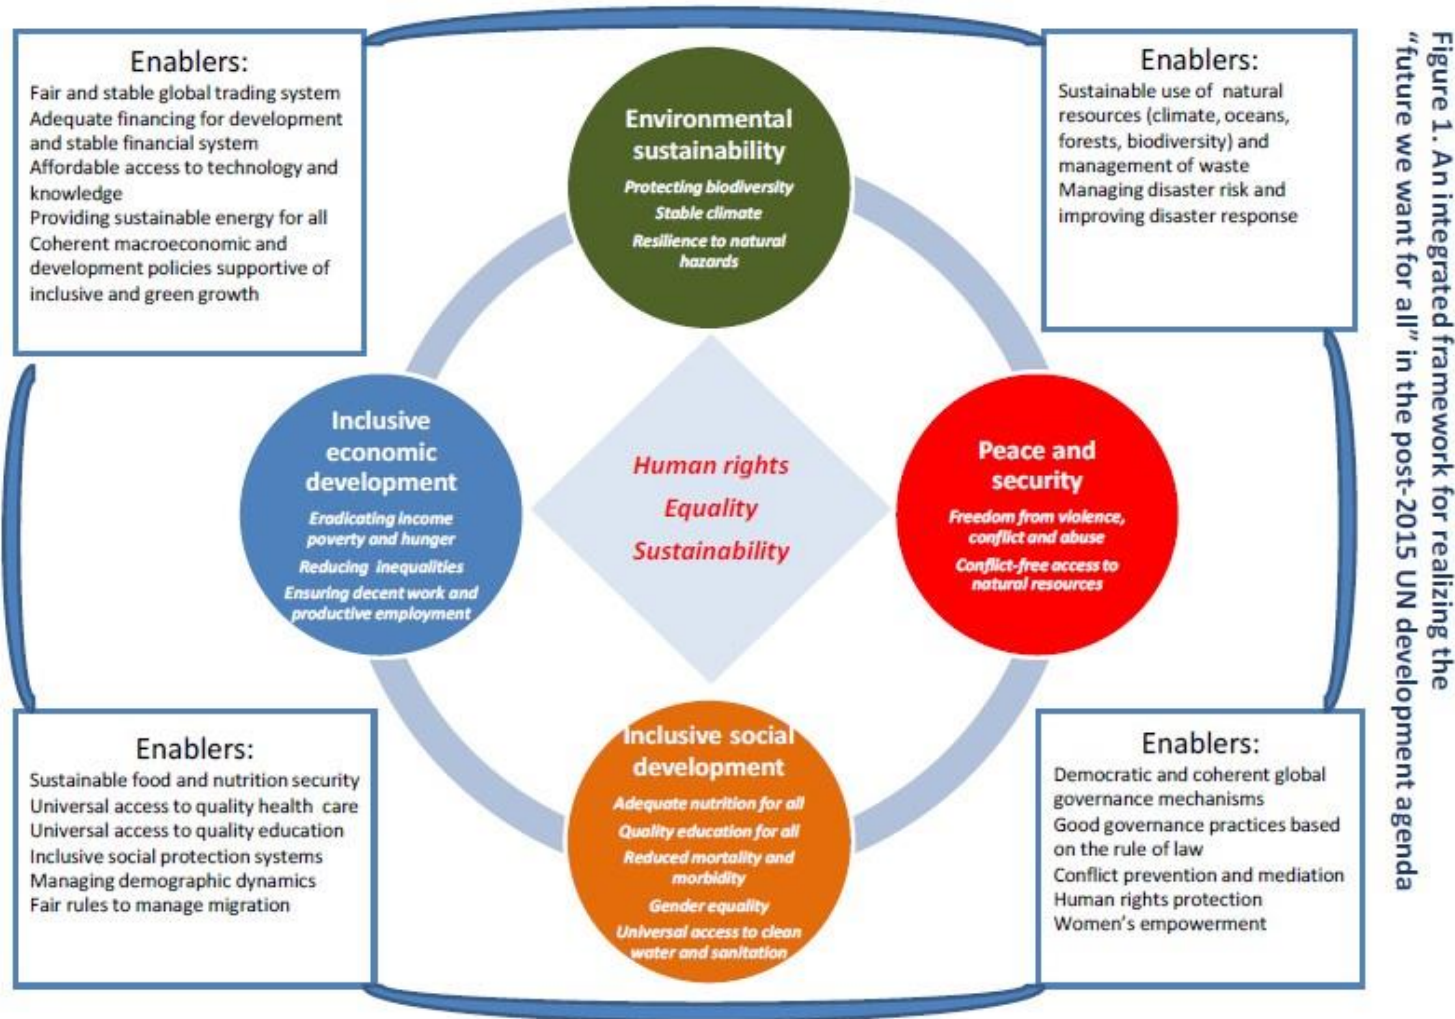 Enablers:
Fair and stable global trading system
Adequate financing for development
and stable financial system
Affordable access to technology and
knowledge
Providing sustainable energy for all
Coherent macroeconomic and
development policies supportive of
inclusive and green growth
Environmental
sustainability
Protecting biodiversity
Stable climate
Resilience to natural
hazards
Enablers:
Sustainable use of natural
resources (climate, oceans,
forests, biodiversity) and
management of waste
Managing disaster risk and
improving disaster response
Inclusive
economic
development
Eradicating income
poverty and hunger
Reducing inequalities
Ensuring decent work and
productive employment
Human rights
Equality
Sustainability
Peace and
security
Freedom from violence,
conflict and abuse
Conflict-free access to
natural resources
Enablers:
Sustainable food and nutrition security
Universal access to quality health care
Universal access to quality education
Inclusive social protection systems
Managing demographic dynamics
Fair rules to manage migration
Inclusive social
development
Adequate nutrition for all
Quality education for all
Reduced mortality and
morbidity
Gender equality
Universal access to clean
water and sanitation
Enablers:
Democratic and coherent global
governance mechanisms
Good governance practices based
on the rule of law
Conflict prevention and mediation
Human rights protection
Women's empowerment
Figure 1. An integrated framework for realizing the
"future we want for all" in the post-2015 UN development agenda